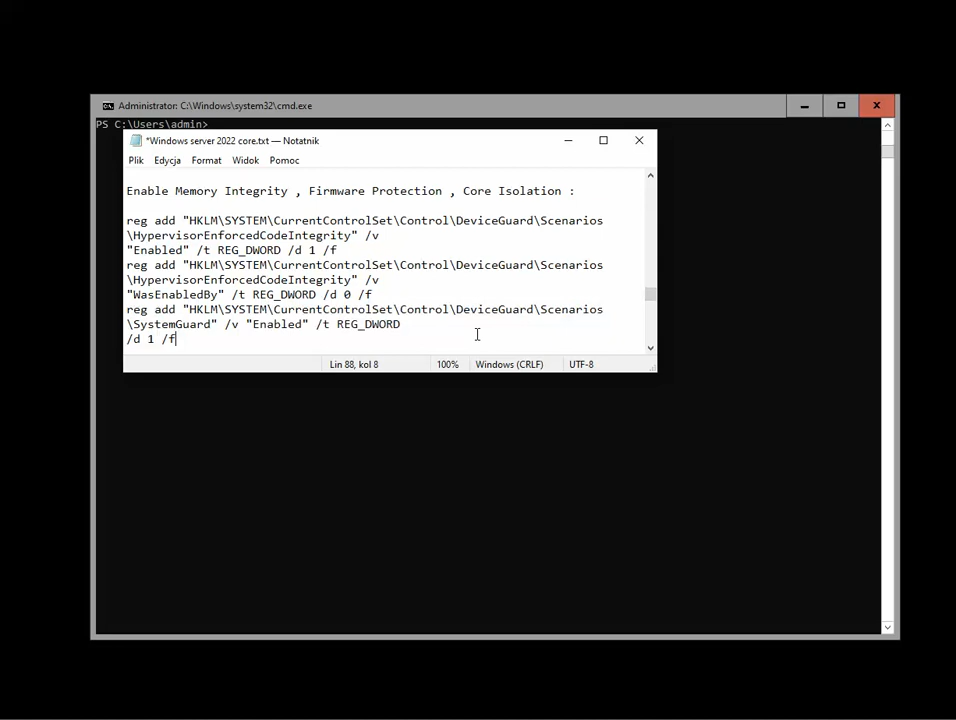 Administrator: C:\Windows\system32\cmd.exe
PS C:\Users\admin>
*Windows server 2022 core.txt — Notatnik
Plik Edycja Format Widok Pomoc
Enable Memory Integrity , Firmware Protection , Core Isolation :
reg add "HKLM\SYSTEM\CurrentControlSet\Control\DeviceGuard\Scenarios
\HypervisorEnforcedCodeIntegrity" /v
"Enabled" /t REG_DWORD /d 1 /f
reg add "HKLM\SYSTEM\CurrentControlSet\Control\DeviceGuard\Scenarios
\HypervisorEnforcedCodeIntegrity" /v
"WasEnabledBy" /t REG_DWORD /d 0 /f
reg add "HKLM\SYSTEM\CurrentControlSet\Control\DeviceGuard\Scenarios
\SystemGuard" /v "Enabled" /t REG_DWORD
/d 1 /f
Lin 88, kol 8 100% Windows (CRLF) UTF-8